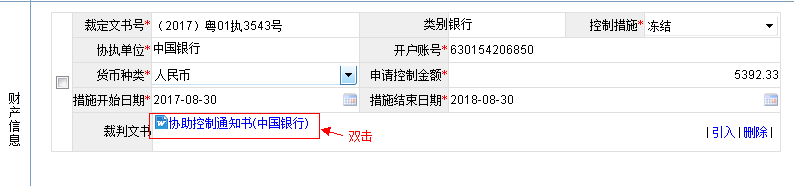 财产信息
裁定文书号* （2017）粤01执3543号 类别 银行 控制措施* 冻结
协执单位* 中国银行 开户账号* 630154206850
货币种类* 人民币 申请控制金额* 5392.33
措施开始日期* 2017-08-30 措施结束日期* 2018-08-30
裁判文书 协助控制通知书(中国银行) 双击 | 引入 | 删除 |